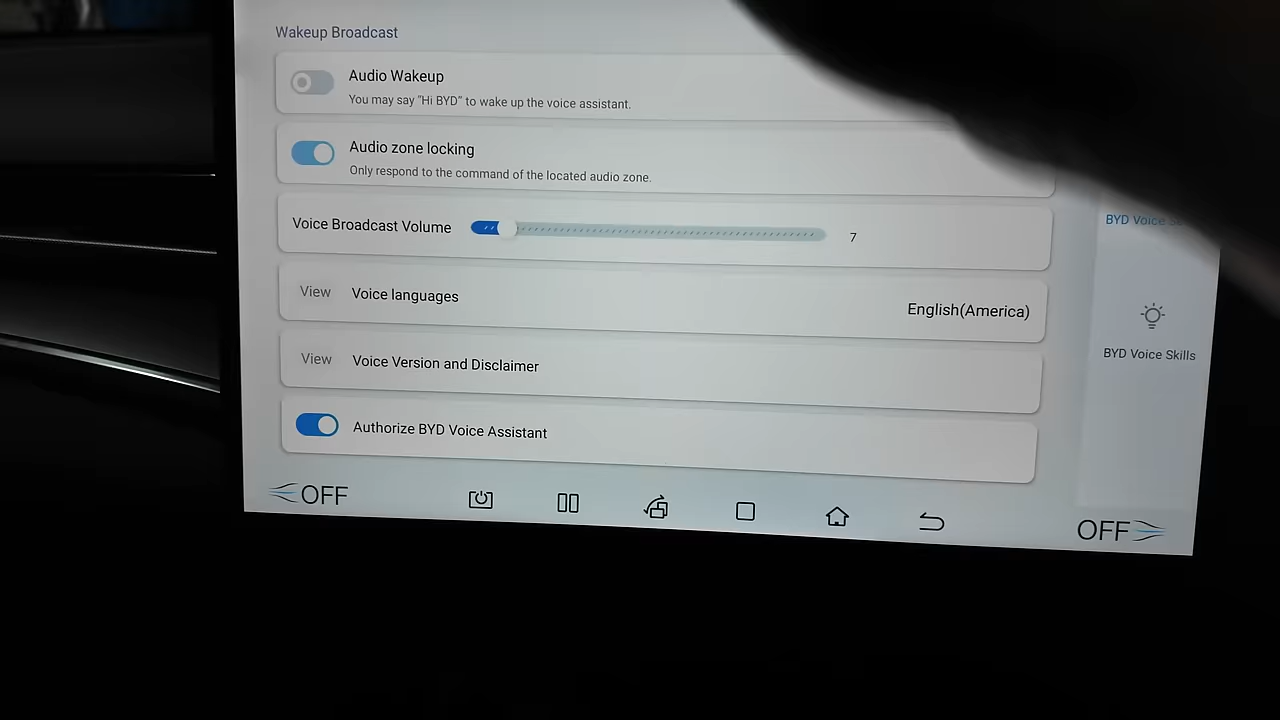 Wakeup Broadcast
Audio Wakeup
You may say "Hi BYD" to wake up the voice assistant.
Audio zone locking
Only respond to the command of the located audio zone.
Voice Broadcast Volume 7
View Voice languages English(America)
View Voice Version and Disclaimer
Authorize BYD Voice Assistant
BYD Voice
BYD Voice Skills
OFF
OFF